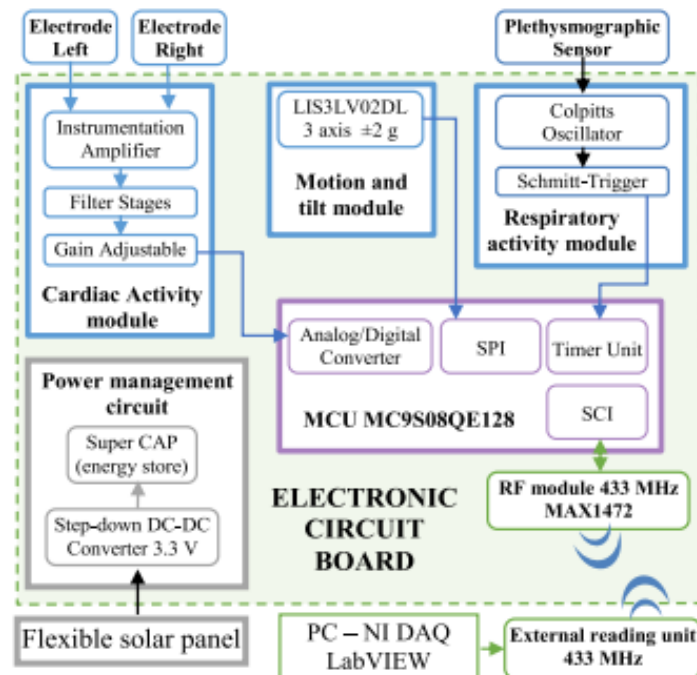 Electrode
Left
Electrode
Right
Plethysmographic
Sensor
Instrumentation
Amplifier
Filter Stages
Gain Adjustable
Cardiac Activity
module
LIS3LV02DL
3 axis ±2 g
Motion and
tilt module
Colpitts
Oscillator
Schmitt-Trigger
Respiratory
activity module
Analog/Digital
Converter
SPI
Timer Unit
MCU MC9S08QE128
SCI
Power management
circuit
Super CAP
(energy store)
Step-down DC-DC
Converter 3.3 V
ELECTRONIC
CIRCUIT
BOARD
RF module 433 MHz
MAX1472
Flexible solar panel
PC – NI DAQ
LabVIEW
External reading unit
433 MHz